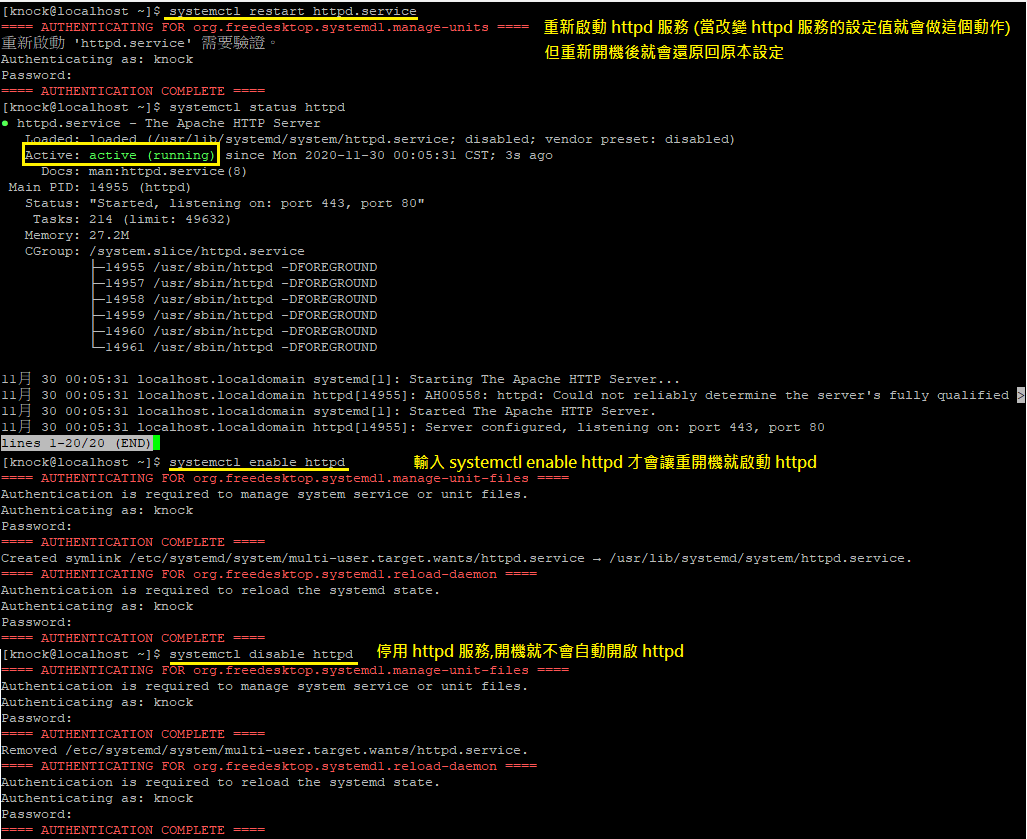 [knock@localhost ~]$ systemctl restart httpd.service
==== AUTHENTICATING FOR org.freedesktop.systemd1.manage-units ====
重新啟動 httpd 服務 (當改變 httpd 服務的設定值就會做這個動作)
但重新開機後就會還原回原本設定
重新啟動 'httpd.service' 需要驗證。
Authenticating as: knock
Password:
==== AUTHENTICATION COMPLETE ====
[knock@localhost ~]$ systemctl status httpd
● httpd.service - The Apache HTTP Server
Loaded: loaded (/usr/lib/systemd/system/httpd.service; disabled; vendor preset: disabled)
Active: active (running) since Mon 2020-11-30 00:05:31 CST; 3s ago
Docs: man:httpd.service(8)
Main PID: 14955 (httpd)
Status: "Started, listening on: port 443, port 80"
Tasks: 214 (limit: 49632)
Memory: 27.2M
CGroup: /system.slice/httpd.service
├─14955 /usr/sbin/httpd -DFOREGROUND
├─14957 /usr/sbin/httpd -DFOREGROUND
├─14958 /usr/sbin/httpd -DFOREGROUND
├─14959 /usr/sbin/httpd -DFOREGROUND
├─14960 /usr/sbin/httpd -DFOREGROUND
└─14961 /usr/sbin/httpd -DFOREGROUND
11月 30 00:05:31 localhost.localdomain systemd[1]: Starting The Apache HTTP Server...
11月 30 00:05:31 localhost.localdomain httpd[14955]: AH00558: httpd: Could not reliably determine the server's fully qualified >
11月 30 00:05:31 localhost.localdomain systemd[1]: Started The Apache HTTP Server.
11月 30 00:05:31 localhost.localdomain httpd[14955]: Server configured, listening on: port 443, port 80
lines 1-20/20 (END)
[knock@localhost ~]$ systemctl enable httpd
輸入 systemctl enable httpd 才會讓重開機就啟動 httpd
==== AUTHENTICATING FOR org.freedesktop.systemd1.manage-unit-files ====
Authentication is required to manage system service or unit files.
Authenticating as: knock
Password:
==== AUTHENTICATION COMPLETE ====
Created symlink /etc/systemd/system/multi-user.target.wants/httpd.service → /usr/lib/systemd/system/httpd.service.
==== AUTHENTICATING FOR org.freedesktop.systemd1.reload-daemon ====
Authentication is required to reload the systemd state.
Authenticating as: knock
Password:
==== AUTHENTICATION COMPLETE ====
[knock@localhost ~]$ systemctl disable httpd
停用 httpd 服務,開機就不會自動開啟 httpd
==== AUTHENTICATING FOR org.freedesktop.systemd1.manage-unit-files ====
Authentication is required to manage system service or unit files.
Authenticating as: knock
Password:
==== AUTHENTICATION COMPLETE ====
Removed /etc/systemd/system/multi-user.target.wants/httpd.service.
==== AUTHENTICATING FOR org.freedesktop.systemd1.reload-daemon ====
Authentication is required to reload the systemd state.
Authenticating as: knock
Password:
==== AUTHENTICATION COMPLETE ====